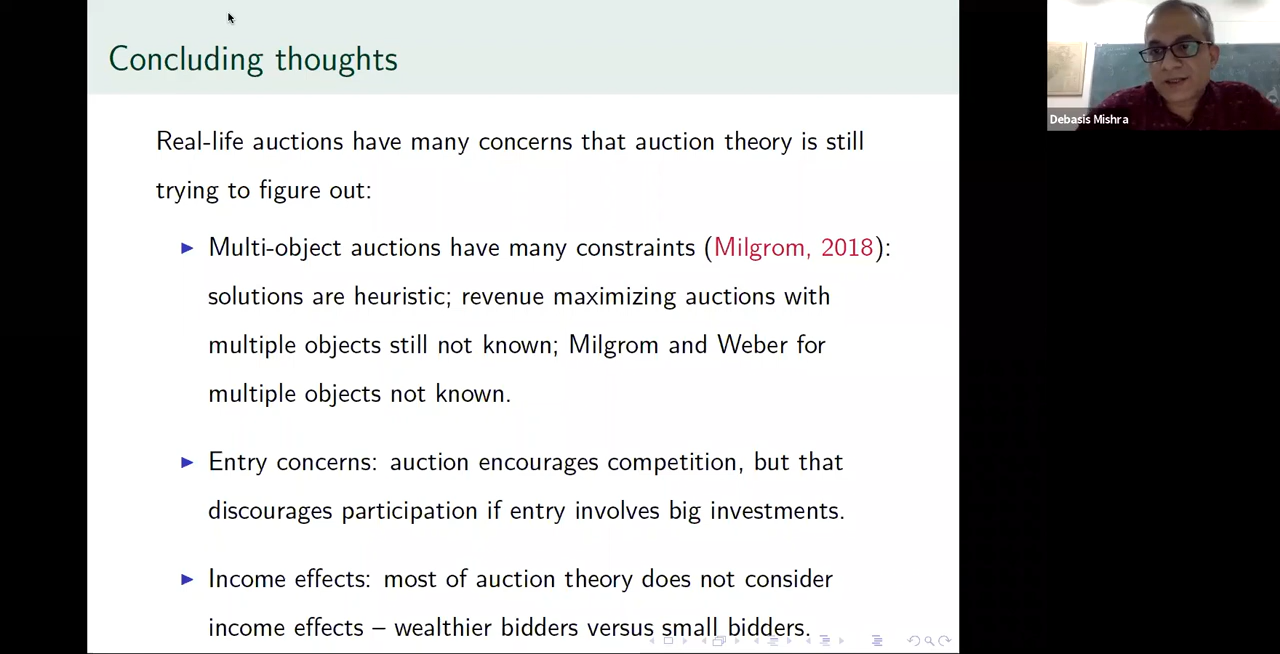 Concluding thoughts
Debasis Mishra
Real-life auctions have many concerns that auction theory is still
trying to figure out:
▶ Multi-object auctions have many constraints (Milgrom, 2018):
solutions are heuristic; revenue maximizing auctions with
multiple objects still not known; Milgrom and Weber for
multiple objects not known.
▶ Entry concerns: auction encourages competition, but that
discourages participation if entry involves big investments.
▶ Income effects: most of auction theory does not consider
income effects – wealthier bidders versus small bidders.